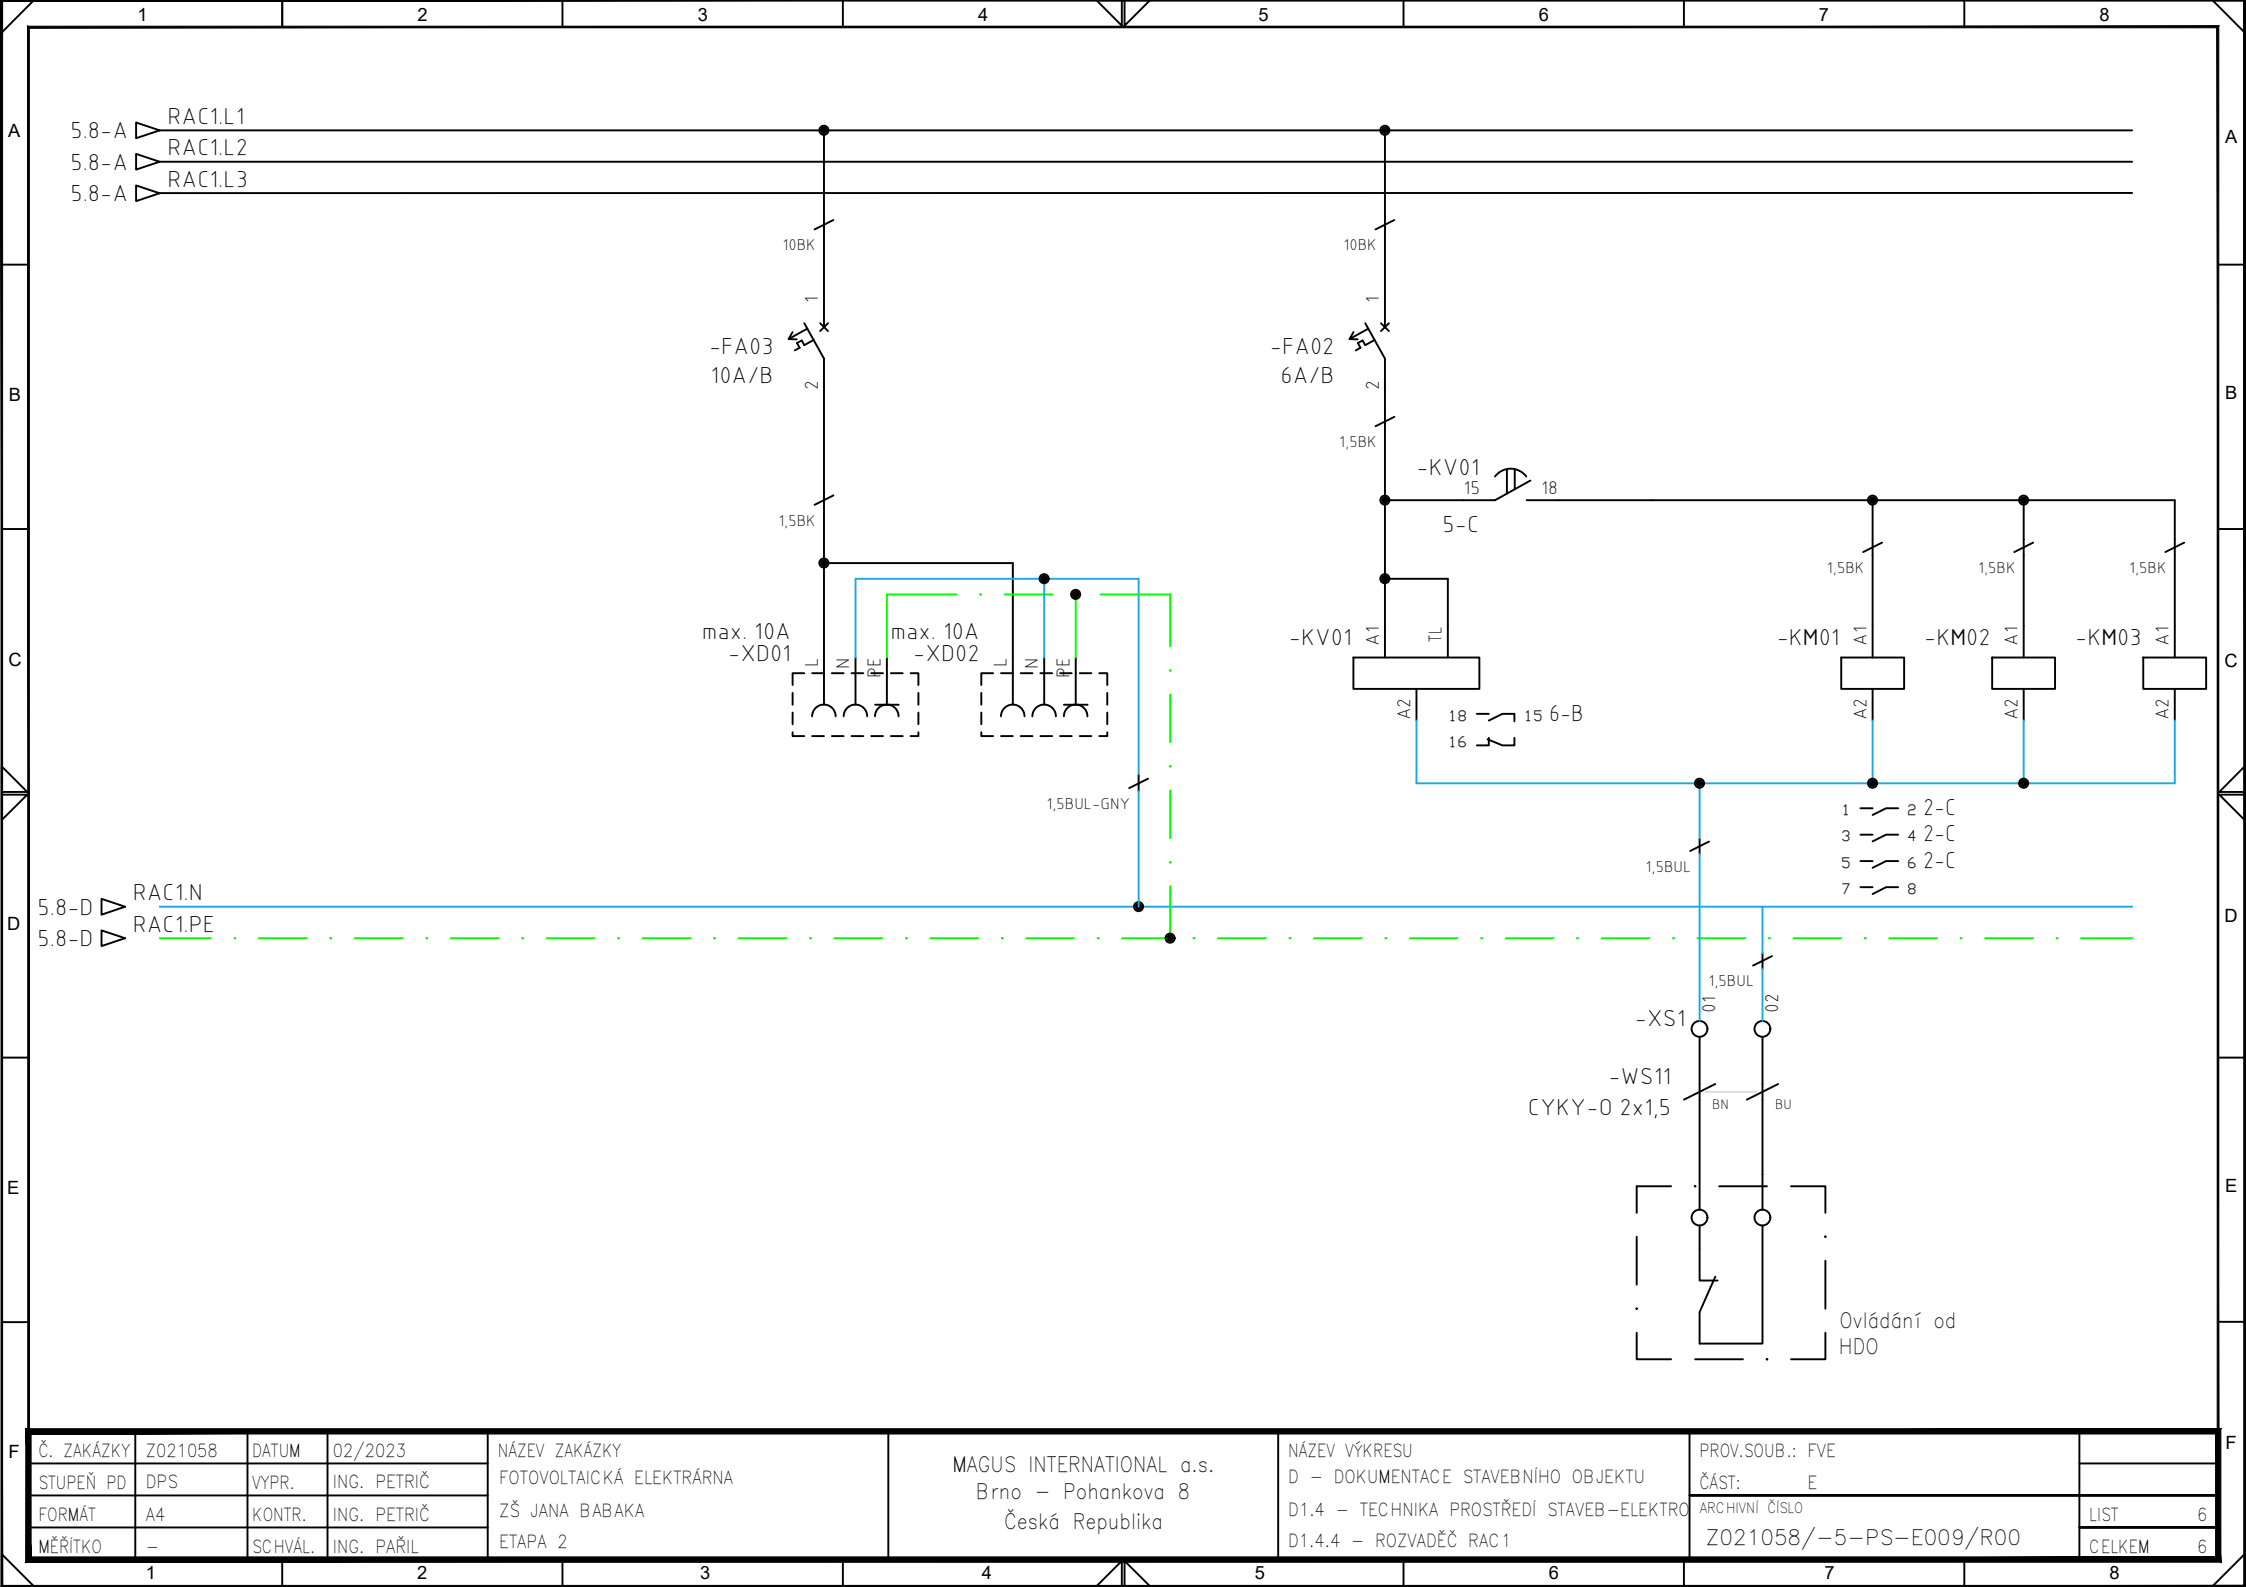 1 2 3 4 5 6 7 8
A A
5.8-A RAC1.L1
5.8-A RAC1.L2
5.8-A RAC1.L3
10BK 10BK
1 1
-FA03 -FA02
10A/B 6A/B
2 2
B B
1,5BK
-KV01
15 18
5-C
1,5BK
1,5BK 1,5BK 1,5BK
max. 10A max. 10A
-XD01 -XD02
L N PE L N PE
-KV01 A1 TL -KM01 A1 -KM02 A1 -KM03 A1
C C
A2 A2 A2 A2
18 15 6-B
16
1,5BUL-GNY
1 2 2-C
3 4 2-C
5 6 2-C
7 8
1,5BUL
5.8-D RAC1.N
5.8-D RAC1.PE
D D
1,5BUL
01 02
-XS1
-WS11
CYKY-O 2x1,5
BN BU
E E
Ovládání od
HDO
F F
Č. ZAKÁZKY Z021058 DATUM 02/2023
STUPEŇ PD DPS VYPR. ING. PETRIČ
FORMÁT A4 KONTR. ING. PETRIČ
MĚŘÍTKO - SCHVÁL. ING. PAŘIL
NÁZEV ZAKÁZKY
FOTOVOLTAICKÁ ELEKTRÁRNA
ZŠ JANA BABAKA
ETAPA 2
MAGUS INTERNATIONAL a.s.
Brno - Pohankova 8
Česká Republika
NÁZEV VÝKRESU
D - DOKUMENTACE STAVEBNÍHO OBJEKTU
D1.4 - TECHNIKA PROSTŘEDÍ STAVEB-ELEKTRO
D1.4.4 - ROZVADĚČ RAC1
PROV.SOUB.: FVE
ČÁST: E
ARCHIVNÍ ČÍSLO
Z021058/-5-PS-E009/R00
LIST 6
CELKEM 6
1 2 3 4 5 6 7 8